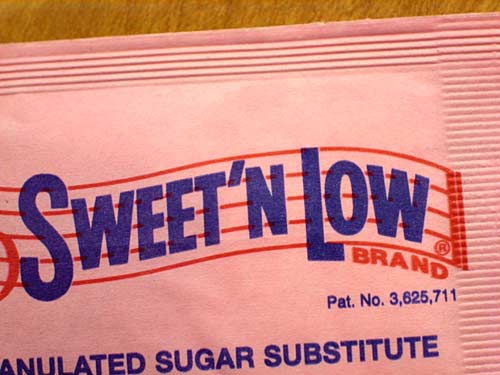 SWEET'N LOW®
BRAND
Pat. No. 3,625,711
ANULATED SUGAR SUBSTITUTE